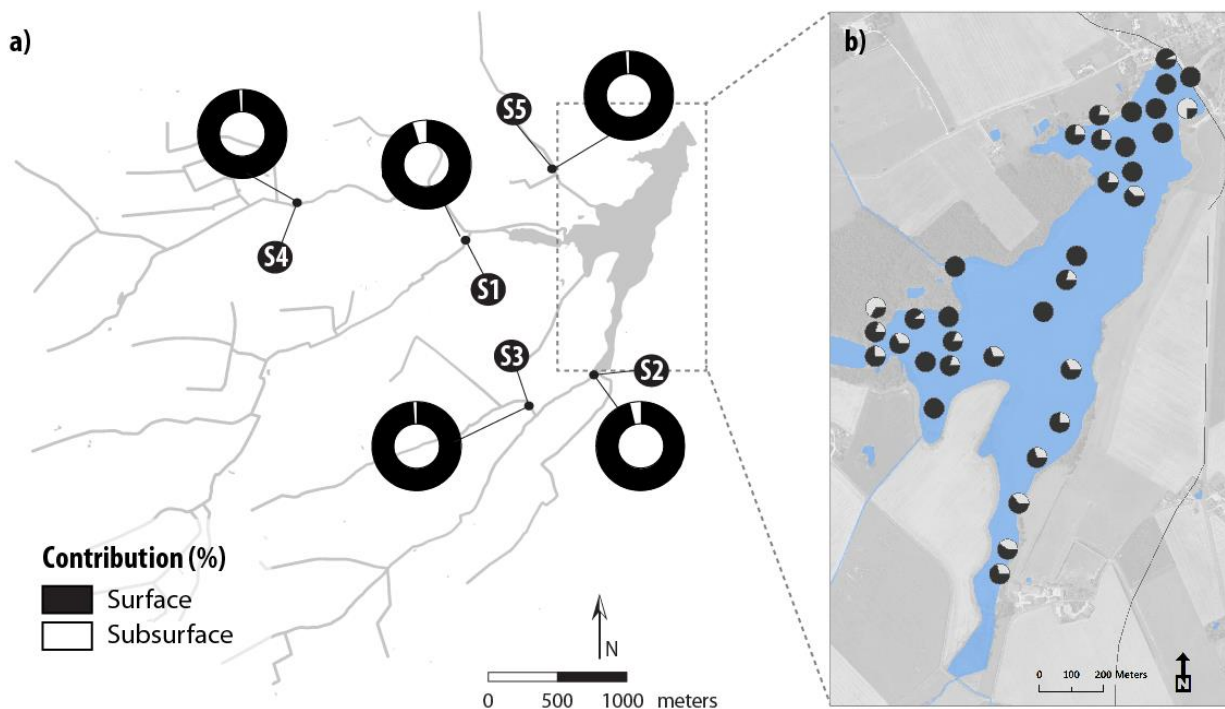 a)
b)
S5
S4
S1
S3
S2
Contribution (%)
Surface
Subsurface
N
0 500 1000 meters
0 100 200 Meters
N